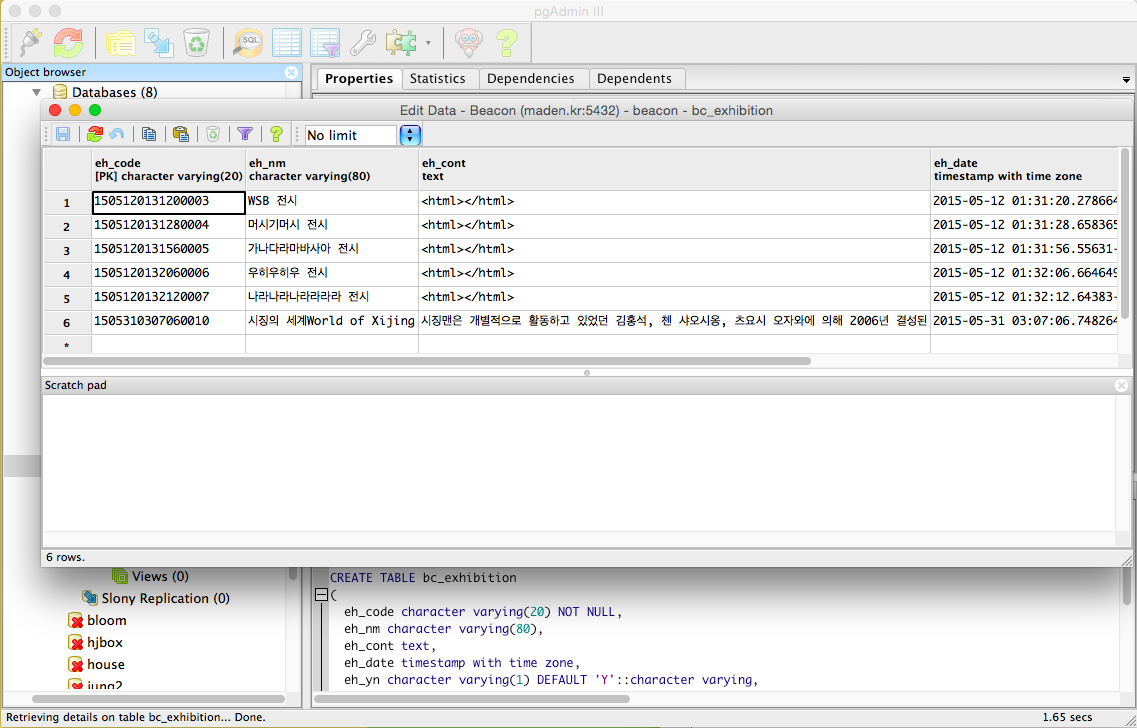 pgAdmin III
SQL
Object browser
Databases (8)
Properties Statistics Dependencies Dependents
Edit Data - Beacon (maden.kr:5432) - beacon - bc_exhibition
No limit
eh_code eh_nm eh_cont eh_date
[PK] character varying(20) character varying(80) text timestamp with time zone
1 1505120131200003 WSB 전시 <html></html> 2015-05-12 01:31:20.278664
2 1505120131280004 머시기머시 전시 <html></html> 2015-05-12 01:31:28.658365
3 1505120131560005 가나다라마바사아 전시 <html></html> 2015-05-12 01:31:56.55631-
4 1505120132060006 우히우히우 전시 <html></html> 2015-05-12 01:32:06.664649
5 1505120132120007 나라나라나라라라라 전시 <html></html> 2015-05-12 01:32:12.64383-
6 1505310307060010 시징의 세계World of Xijing 시징맨은 개별적으로 활동하고 있었던 김홍석, 첸 샤오시옹, 츠요시 오자와에 의해 2006년 결성된 2015-05-31 03:07:06.748264
*
Scratch pad
6 rows.
Views (0)
Slony Replication (0)
bloom
hjbox
house
jung2
CREATE TABLE bc_exhibition
(
eh_code character varying(20) NOT NULL,
eh_nm character varying(80),
eh_cont text,
eh_date timestamp with time zone,
eh_yn character varying(1) DEFAULT 'Y'::character varying,
Retrieving details on table bc_exhibition... Done. 1.65 secs